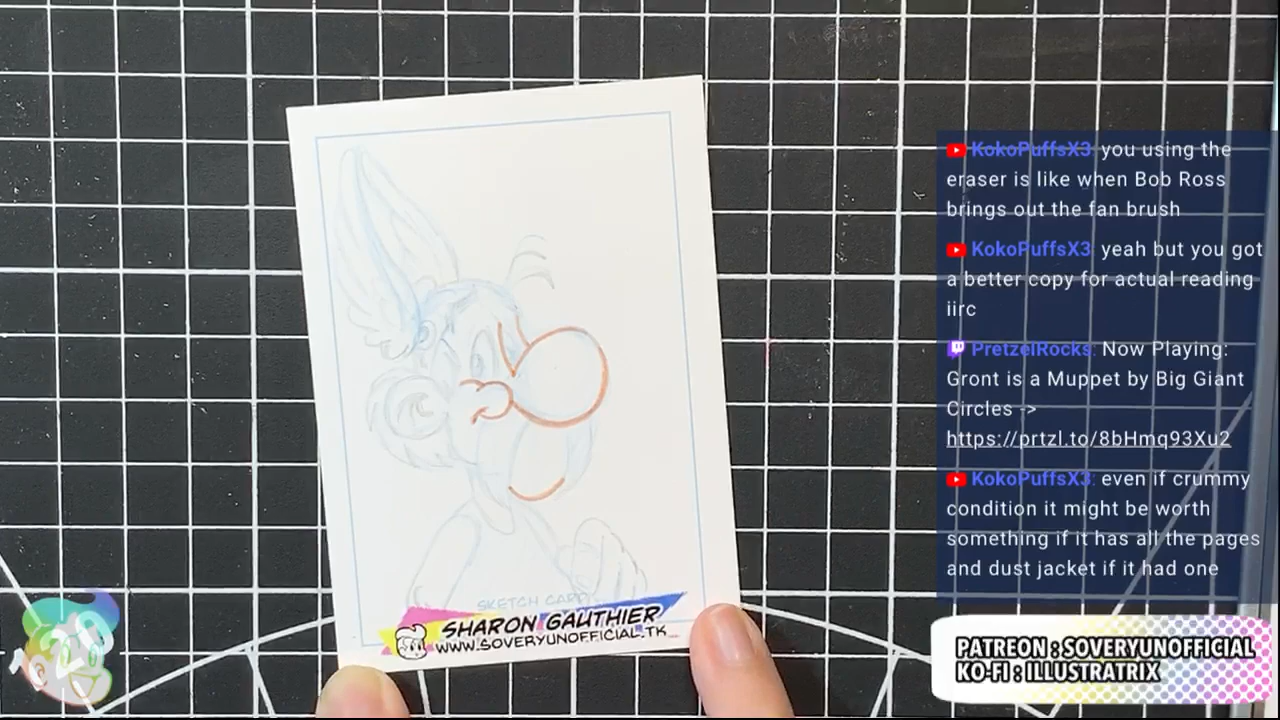 KokoPuffsX3: you using the
eraser is like when Bob Ross
brings out the fan brush
KokoPuffsX3: yeah but you got
a better copy for actual reading
iirc
PretzelRocks: Now Playing:
Gront is a Muppet by Big Giant
Circles ->
https://prtzl.to/8bHmq93Xu2
KokoPuffsX3: even if crummy
condition it might be worth
something if it has all the pages
and dust jacket if it had one
SKETCH CARD
SHARON GAUTHIER
WWW.SOVERYUNOFFICIAL.TK
PATREON : SOVERYUNOFFICIAL
KO-FI : ILLUSTRATRIX